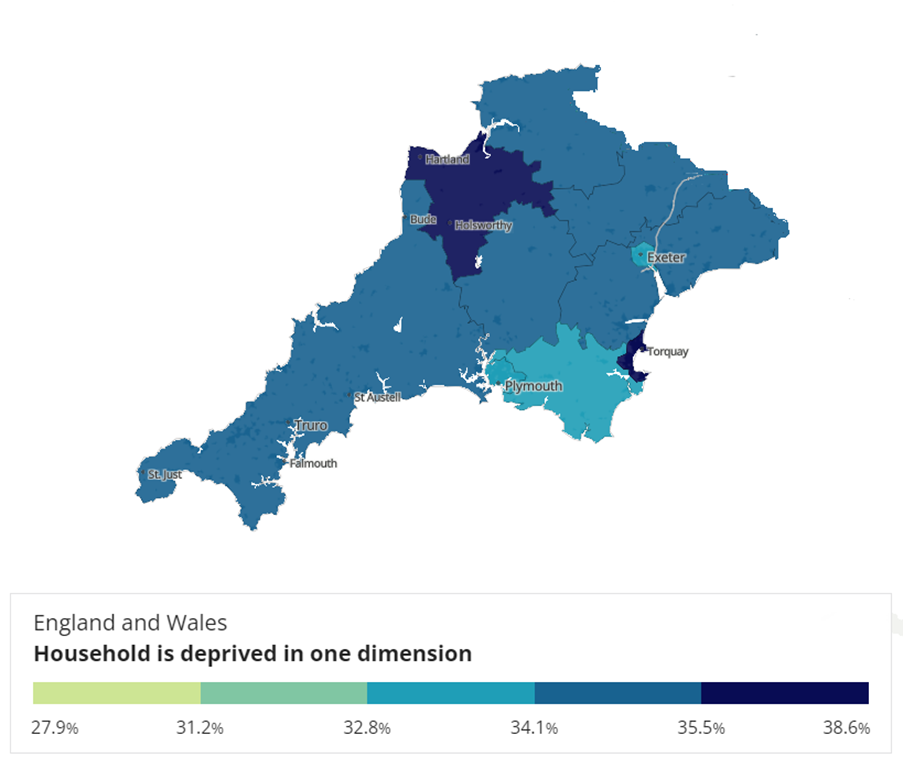 Hartland
Bude
Holsworthy
Exeter
Torquay
Plymouth
St Austell
Truro
Falmouth
St. Just
England and Wales
Household is deprived in one dimension
27.9% 31.2% 32.8% 34.1% 35.5% 38.6%